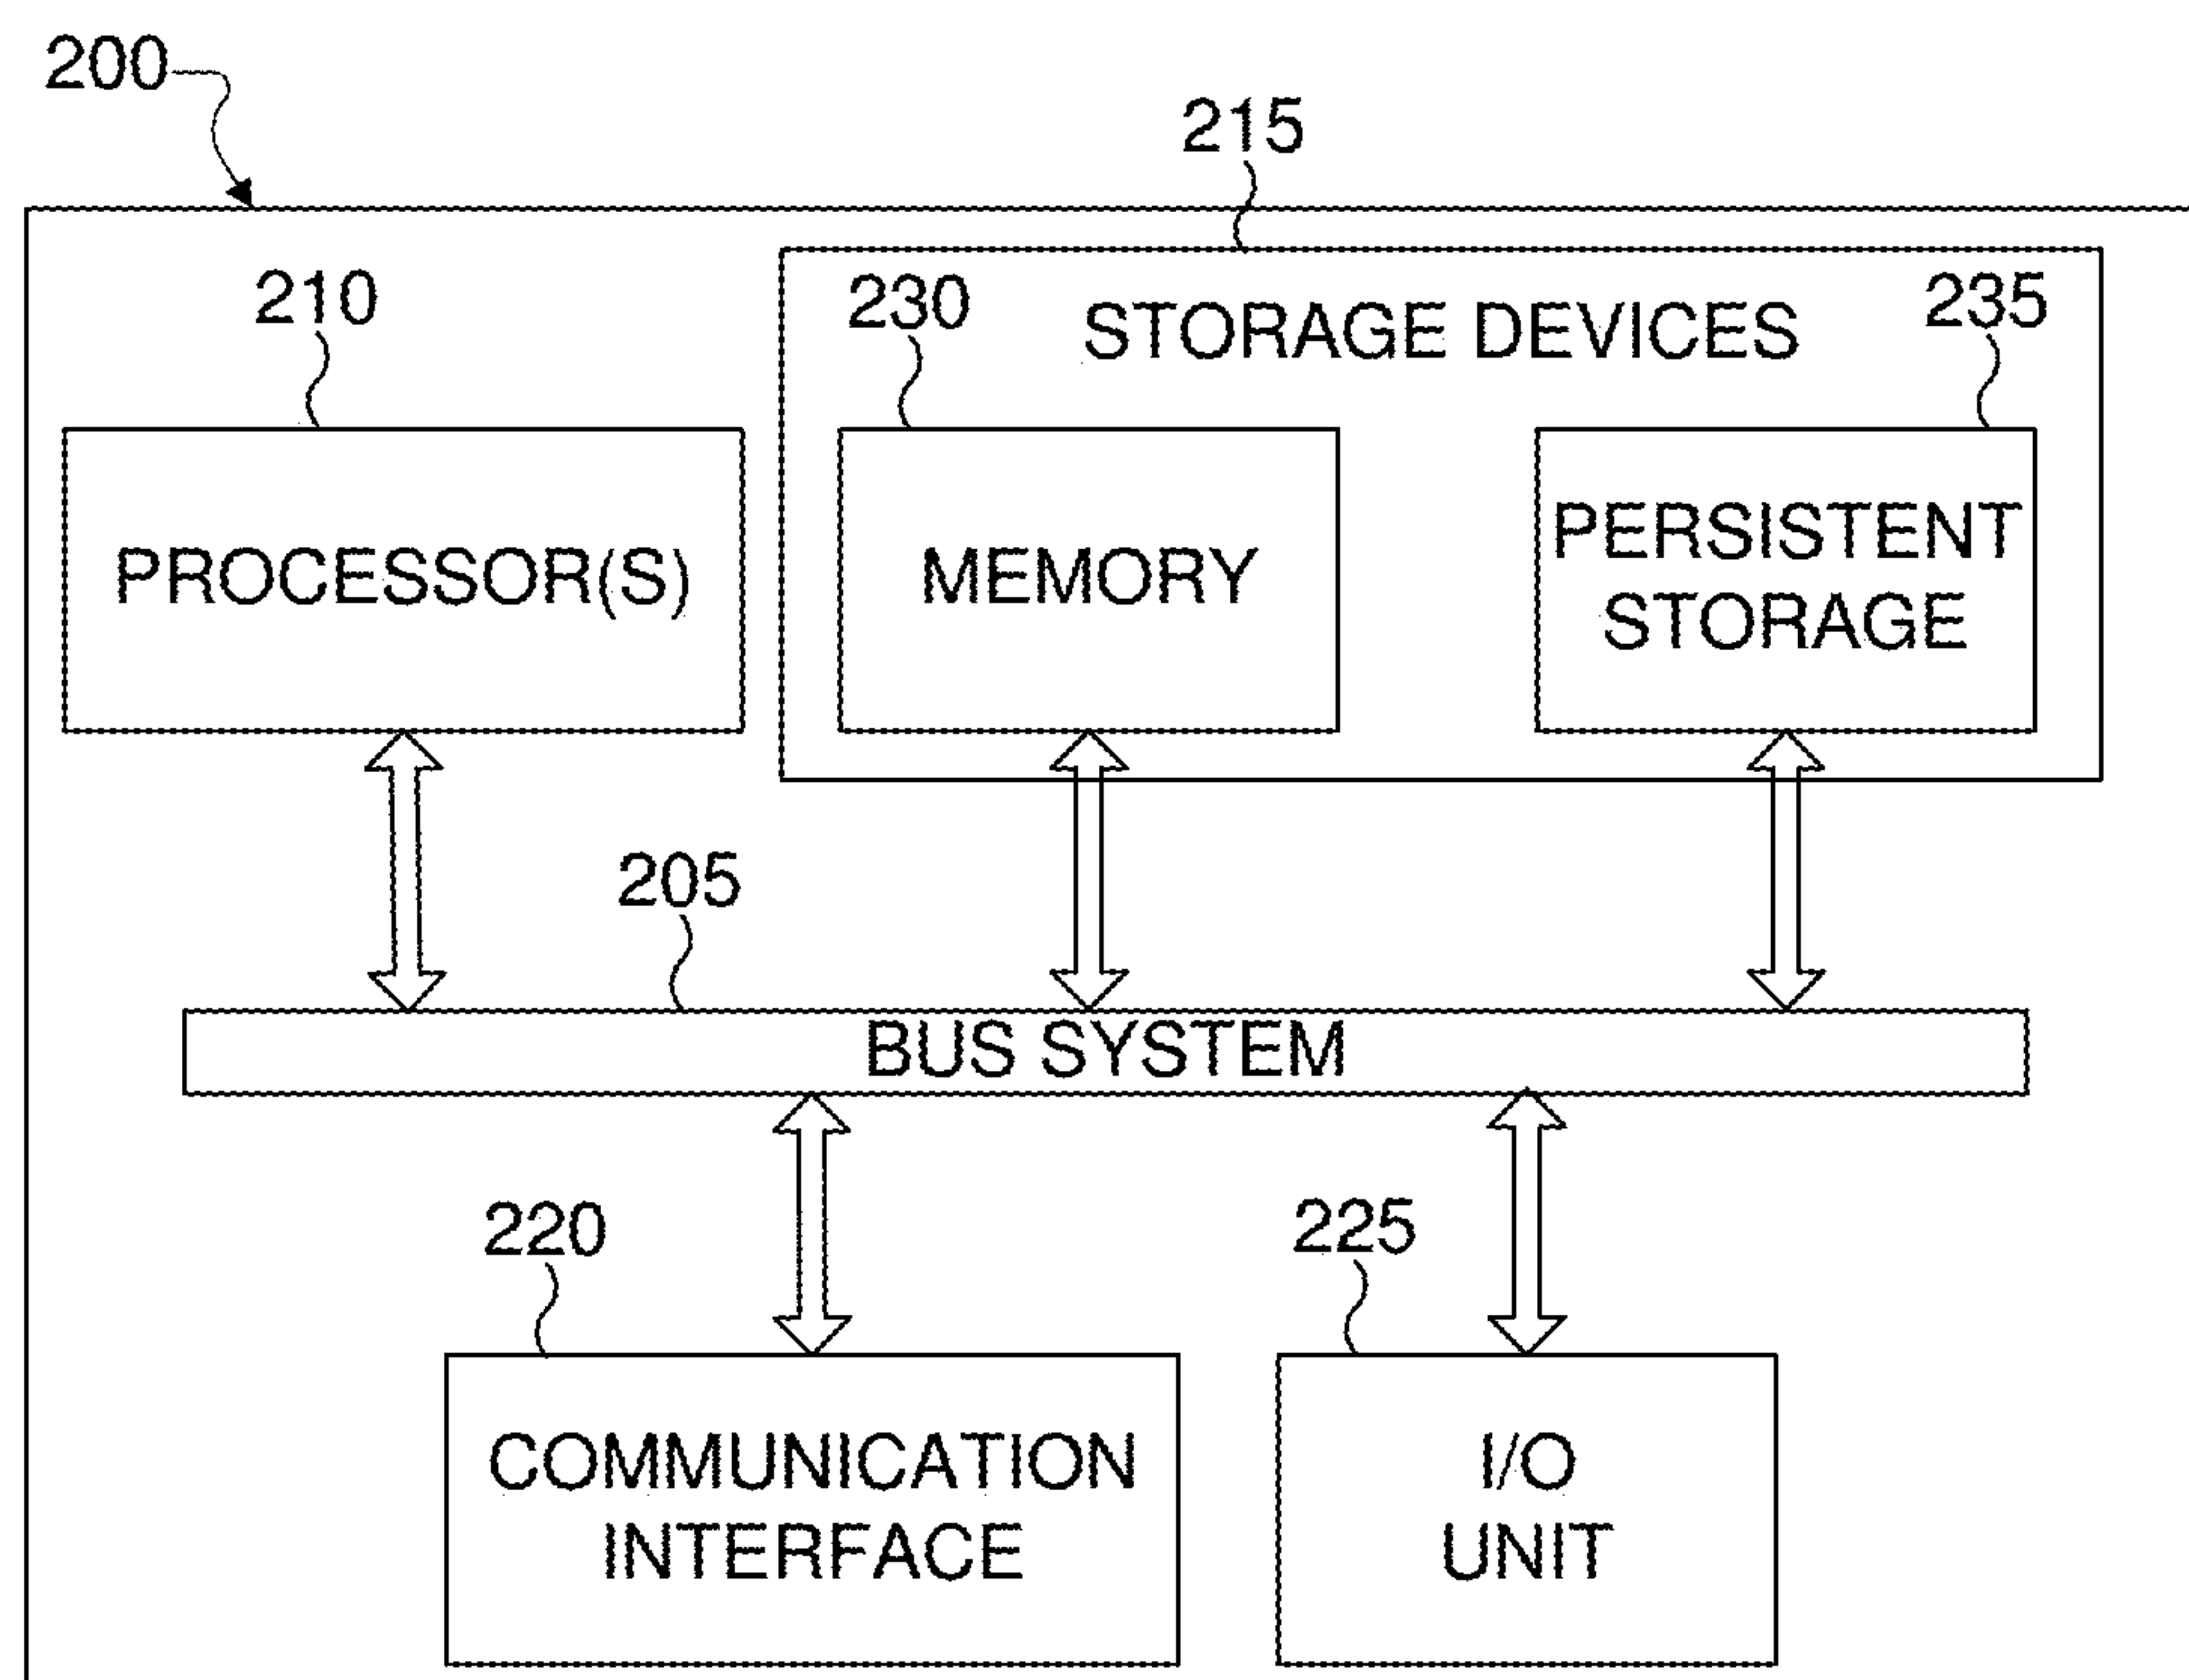 200
215
210
230
STORAGE DEVICES
235
PROCESSOR(S)
MEMORY
PERSISTENT
STORAGE
205
BUS SYSTEM
220
225
COMMUNICATION
INTERFACE
I/O
UNIT